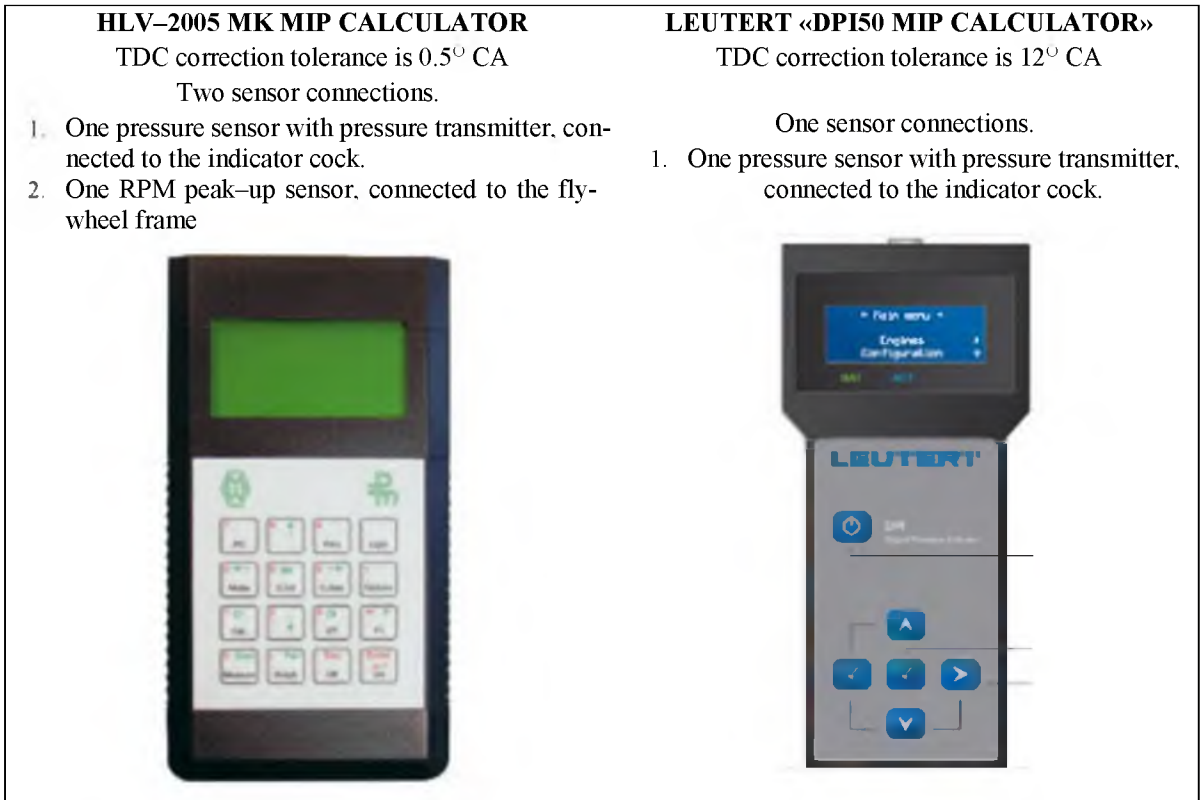 HLV–2005 MK MIP CALCULATOR
TDC correction tolerance is 0.5° CA
Two sensor connections.
1. One pressure sensor with pressure transmitter, con-
nected to the indicator cock.
2. One RPM peak–up sensor, connected to the fly-
wheel frame
LEUTERT «DPI50 MIP CALCULATOR»
TDC correction tolerance is 12° CA
One sensor connections.
1. One pressure sensor with pressure transmitter,
connected to the indicator cock.
Main menu
Engines
Configuration
LEUTERT